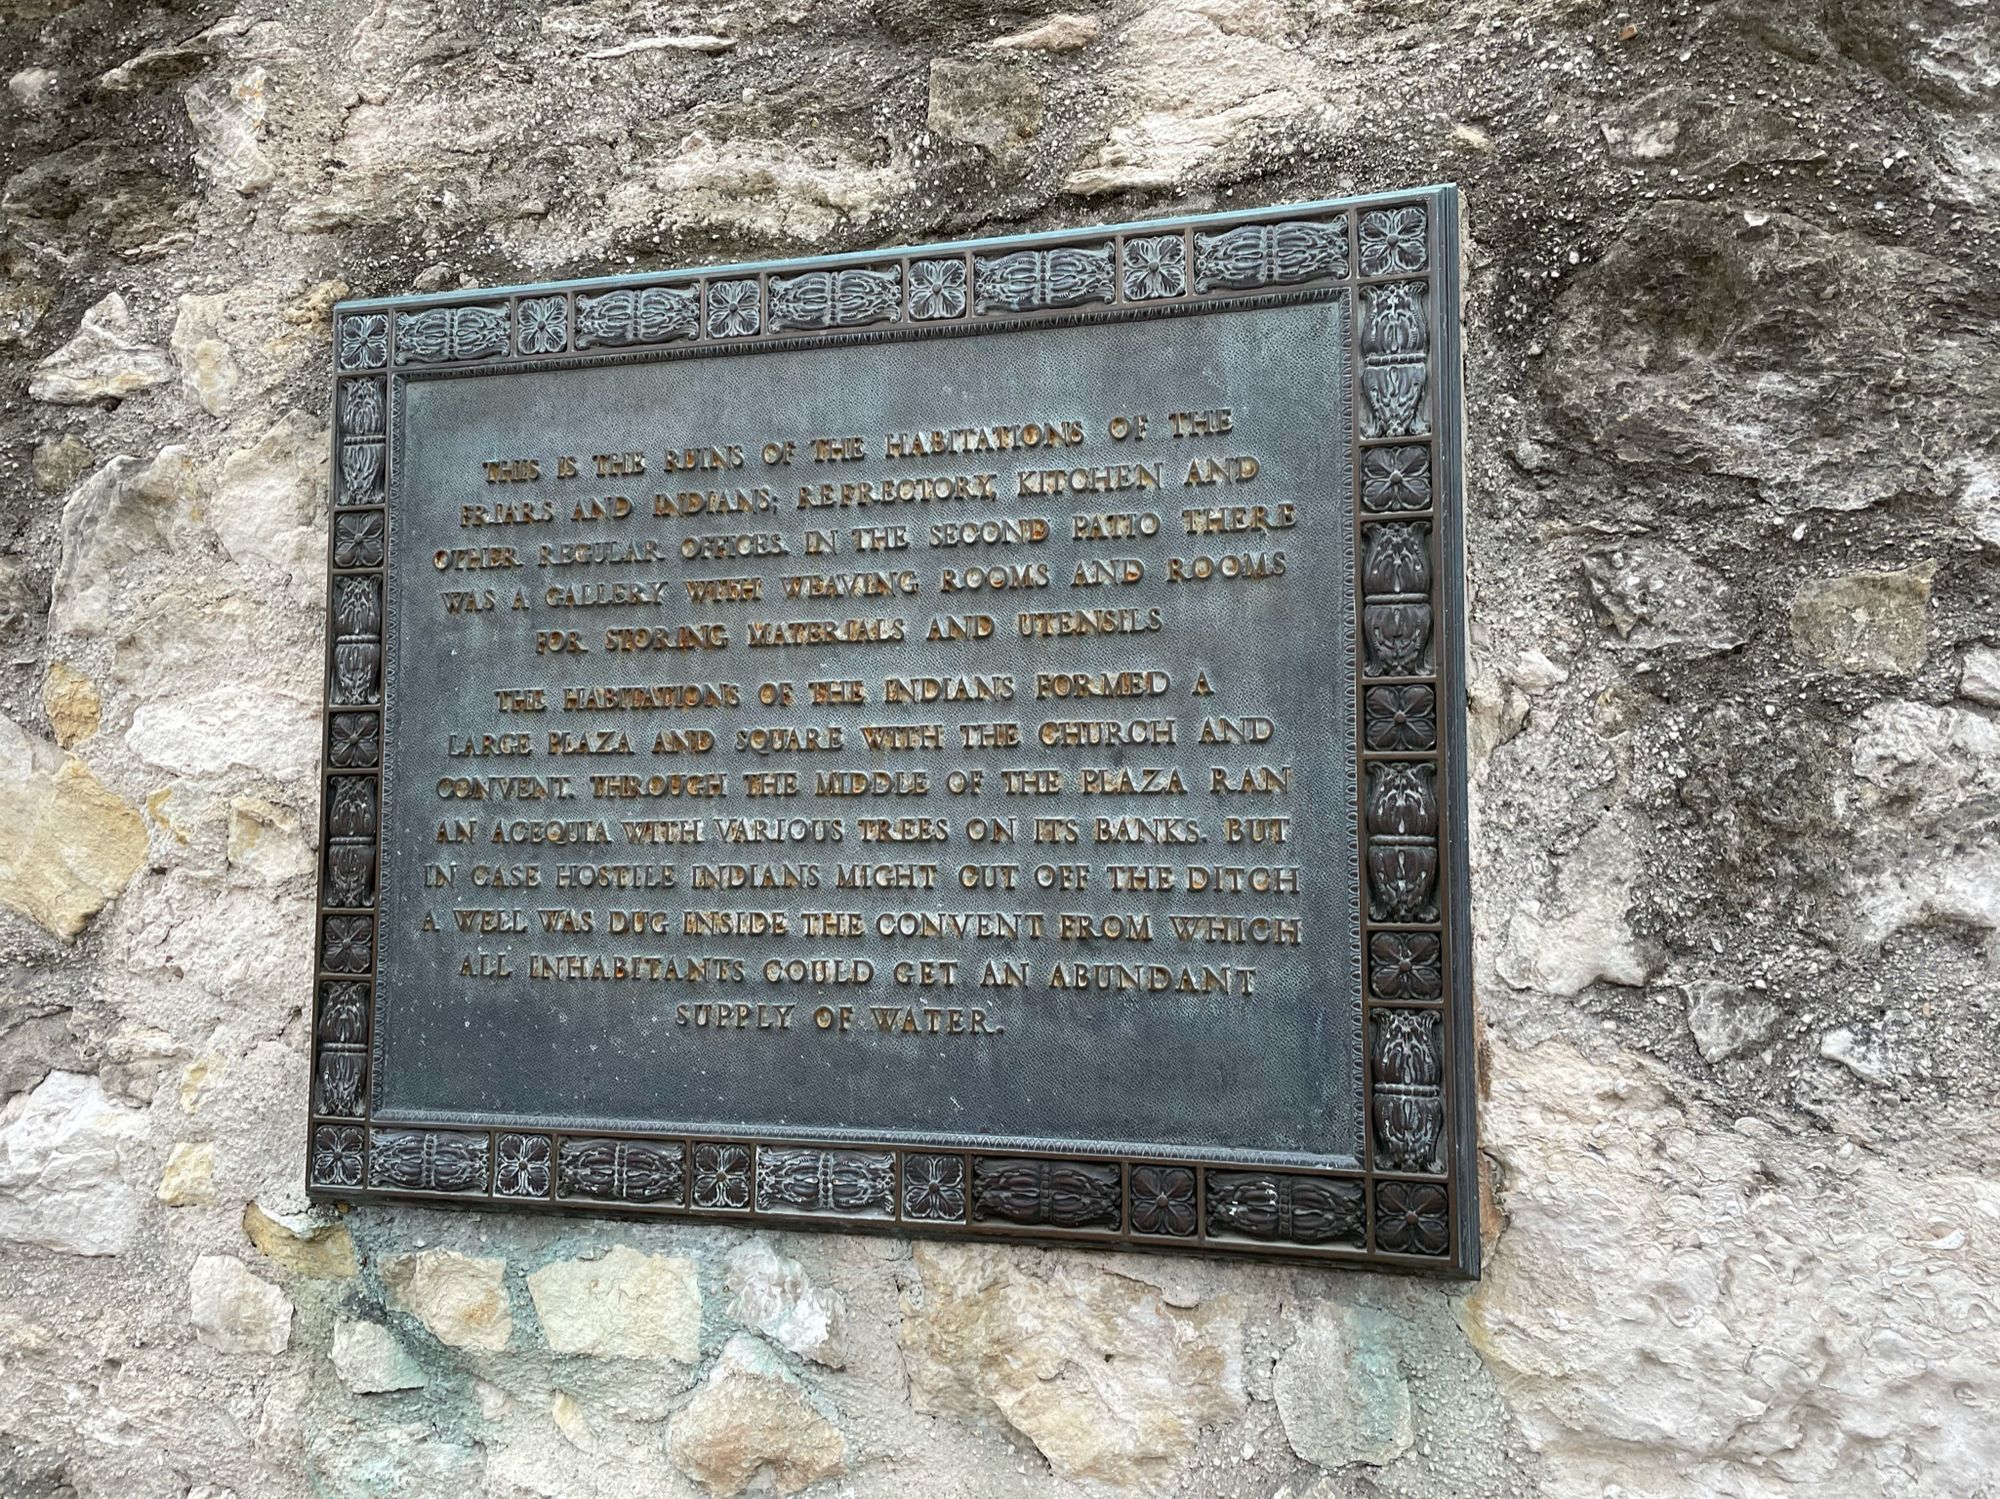 THIS IS THE RUINS OF THE HABITATIONS OF THE
FRIARS AND INDIANS; REFRECTORY, KITCHEN AND
OTHER REGULAR OFFICES. IN THE SECOND PATIO THERE
WAS A GALLERY WITH WEAVING ROOMS AND ROOMS
FOR STORING MATERIALS AND UTENSILS
THE HABITATIONS OF THE INDIANS FORMED A
LARGE PLAZA AND SQUARE WITH THE CHURCH AND
CONVENT. THROUGH THE MIDDLE OF THE PLAZA RAN
AN ACEQUIA WITH VARIOUS TREES ON ITS BANKS. BUT
IN CASE HOSTILE INDIANS MIGHT CUT OFF THE DITCH
A WELL WAS DUG INSIDE THE CONVENT FROM WHICH
ALL INHABITANTS COULD GET AN ABUNDANT
SUPPLY OF WATER.